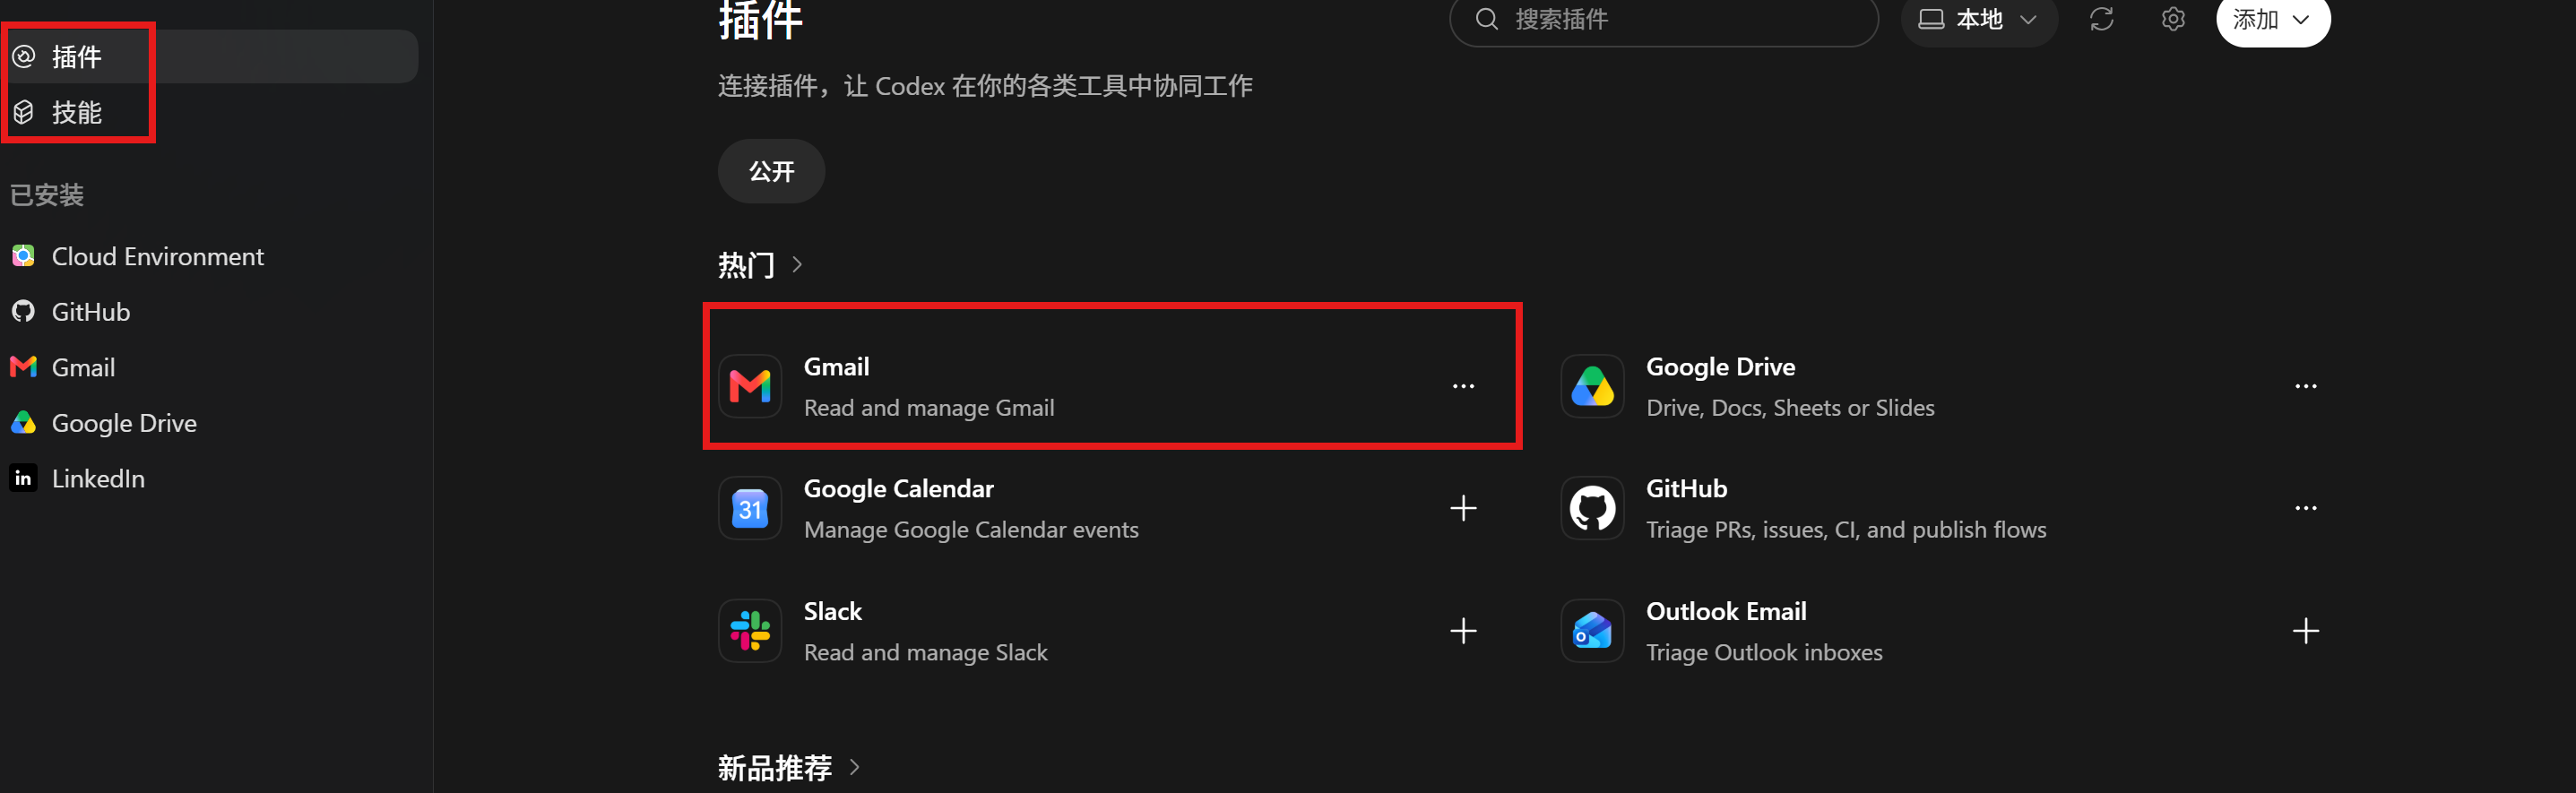 插件
技能
已安装
Cloud Environment
GitHub
Gmail
Google Drive
LinkedIn
插件
搜索插件
本地
添加
连接插件，让 Codex 在你的各类工具中协同工作
公开
热门
Gmail
Read and manage Gmail
Google Drive
Drive, Docs, Sheets or Slides
Google Calendar
Manage Google Calendar events
GitHub
Triage PRs, issues, CI, and publish flows
Slack
Read and manage Slack
Outlook Email
Triage Outlook inboxes
新品推荐